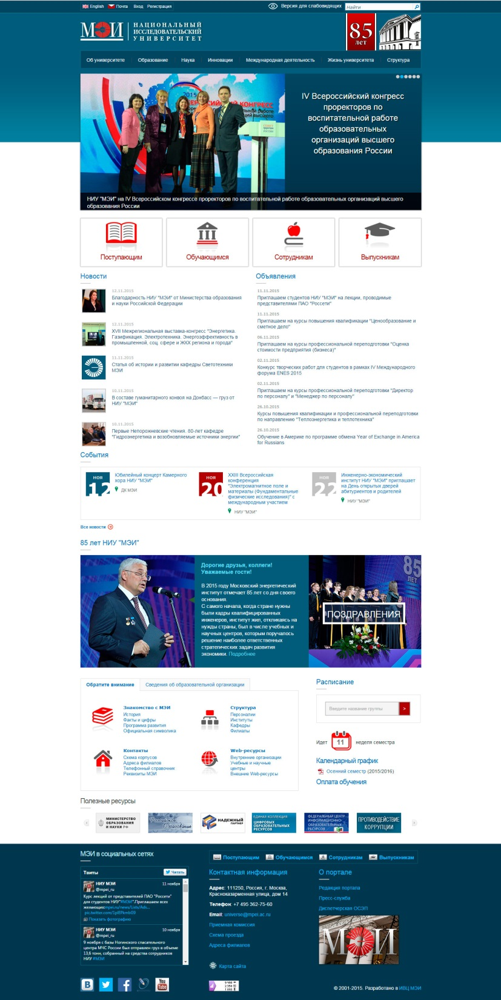 English Почта Вход Регистрация
Версия для слабовидящих
Найти
МЭИ
НАЦИОНАЛЬНЫЙ
ИССЛЕДОВАТЕЛЬСКИЙ
УНИВЕРСИТЕТ
85
лет
Об университете Образование Наука Инновации Международная деятельность Жизнь университета Структура
IV Всероссийский конгресс
проректоров по
воспитательной работе
образовательных
организаций высшего
образования России
НИУ "МЭИ" на IV Всероссийском конгрессе проректоров по воспитательной работе образовательных организаций высшего
образования России
Поступающим Обучающимся Сотрудникам Выпускникам
Новости
12.11.2015
Благодарность НИУ "МЭИ" от Министерства образования
и науки Российской Федерации
12.11.2015
XVII Межрегиональная выставка-конгресс "Энергетика.
Газификация. Электротехника. Энергоэффективность в
промышленной, соц. сфере и ЖКХ региона и города"
11.11.2015
Статья об истории и развитии кафедры Светотехники
МЭИ
10.11.2015
В составе гуманитарного конвоя на Донбасс — груз от
НИУ "МЭИ"
10.11.2015
Первые Непорожневские чтения. 80-лет кафедре
"Гидроэнергетика и возобновляемые источники энергии"
Объявления
11.11.2015
Приглашаем студентов НИУ "МЭИ" на лекции, проводимые
представителями ПАО "Россети"
11.11.2015
Приглашаем на курсы повышения квалификации "Ценообразование и
сметное дело"
06.11.2015
Приглашаем на курсы профессиональной переподготовки "Оценка
стоимости предприятия (бизнеса)"
02.11.2015
Конкурс творческих работ для студентов в рамках IV Международного
форума ENES 2015
02.11.2015
Приглашаем на курсы профессиональной переподготовки "Директор
по персоналу" и "Менеджер по персоналу"
26.10.2015
Курсы повышения квалификации и профессиональной переподготовки
по направлению "Теплоэнергетика и теплотехника"
26.10.2015
Обучение в Америке по программе обмена Year of Exchange in America
for Russians
События
НОЯ
12
Юбилейный концерт Камерного
хора НИУ "МЭИ"
ДК МЭИ
НОЯ
20
XXIII Всероссийская
конференция
"Электромагнитное поле и
материалы (Фундаментальные
физические исследования)" с
международным участием
НИУ "МЭИ"
НОЯ
22
Инженерно-экономический
институт НИУ "МЭИ" приглашает
на День открытых дверей
абитуриентов и родителей
НИУ "МЭИ"
Все новости
85 лет НИУ "МЭИ"
Дорогие друзья, коллеги!
Уважаемые гости!
В 2015 году Московский энергетический
институт отмечает 85 лет со дня своего
основания.
С самого начала, когда стране нужны
были кадры квалифицированных
инженеров, институт жил, откликаясь на
нужды страны, был в числе учебных и
научных центров, которым поручалось
решение наиболее ответственных
стратегических задач развития
экономики. Подробнее
85
ЛЕТ
ПОЗДРАВЛЕНИЯ
Обратите внимание Сведения об образовательной организации
Знакомство с МЭИ
История
Факты и цифры
Программа развития
Официальная символика
Структура
Персоналии
Институты
Кафедры
Филиалы
Контакты
Схема корпусов
Адреса филиалов
Телефонный справочник
Реквизиты МЭИ
Web-ресурсы
Внутренние организации
Учебные и научные
центры
Внешние Web-ресурсы
Расписание
Введите название группы >
Идет 11 неделя семестра
Календарный график
Осенний семестр (2015/2016)
Оплата обучения
Полезные ресурсы
МИНИСТЕРСТВО
ОБРАЗОВАНИЯ
И НАУКИ РФ
Российское
Образование
НАДЕЖНЫЙ
ПАРТНЕР
ЕДИНАЯ КОЛЛЕКЦИЯ
ЦИФРОВЫХ
ОБРАЗОВАТЕЛЬНЫХ
РЕСУРСОВ
ФЕДЕРАЛЬНЫЙ ЦЕНТР
ИНФОРМАЦИОННО-
ОБРАЗОВАТЕЛЬНЫХ
РЕСУРСОВ
ПРОТИВОДЕЙСТВИЕ
КОРРУПЦИИ
МЭИ в социальных сетях
Твиты Читать
НИУ МЭИ 11 ноября
@mpei_ru
Курс лекций от представителей ПАО "Россети"
для студентов НИУ"#МЭИ".Приглашаем всех
желающих:mpei.ru/news/Lists/Ads...
pic.twitter.com/1pIEPkmbG9
Показать фотографию
НИУ МЭИ 10 ноября
@mpei_ru
9 ноября с базы Ногинского спасательного
центра МЧС России был отправлен груз в объеме
13,6 тонн, собранный на средства сотрудников
НИУ #МЭИ
You
Tube
Поступающим Обучающимся Сотрудникам Выпускникам
Контактная информация
Адрес: 111250, Россия, г. Москва,
Красноказарменная улица, дом 14
Телефон: +7 495 362-75-60
Email: universe@mpei.ac.ru
Приемная комиссия
Схема проезда
Адреса филиалов
Карта сайта
О портале
Редакция портала
Пресс-служба
Диспетчерская ОСЭП
МЭИ
© 2001-2015. Разработано в ИВЦ МЭИ